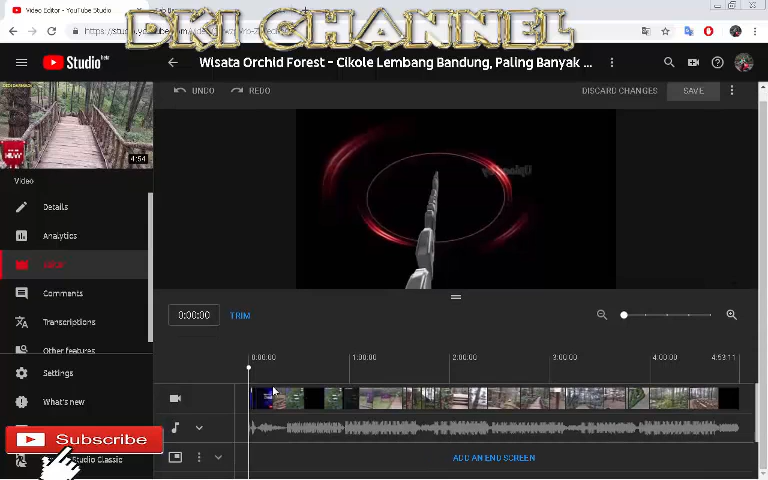 Video Editor - YouTube Studio
DKI CHANNEL
Studio
Wisata Orchid Forest - Cikole Lembang Bandung, Paling Banyak ...
UNDO
REDO
DISCARD CHANGES
SAVE
4:54
Video
Details
Analytics
Editor
Comments
Transcriptions
Other features
Settings
What's new
Subscribe
Studio Classic
0:00:00
TRIM
0:00:00
1:00:00
2:00:00
3:00:00
4:00:00
4:53:11
ADD AN END SCREEN